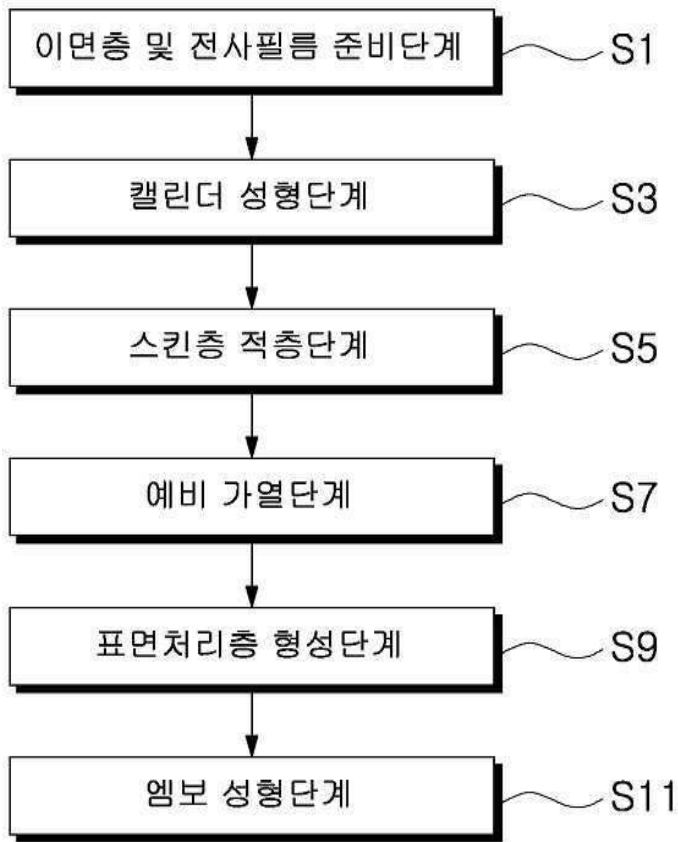 이면층 및 전사필름 준비단계 S1
캘린더 성형단계 S3
스킨층 적층단계 S5
예비 가열단계 S7
표면처리층 형성단계 S9
엠보 성형단계 S11